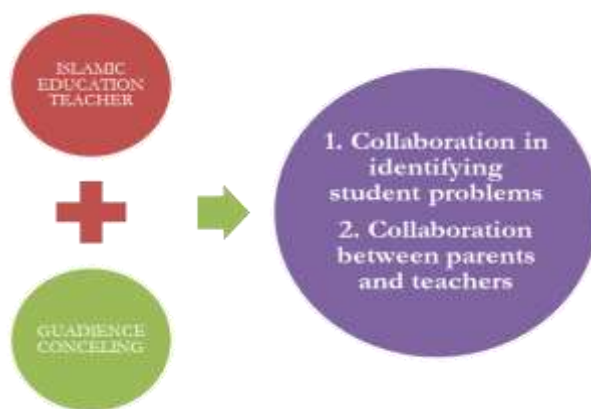 ISLAMIC
EDUCATION
TEACHER
GUADIENCE
CONCELING
1. Collaboration in
identifying
student problems
2. Collaboration
between parents
and teachers